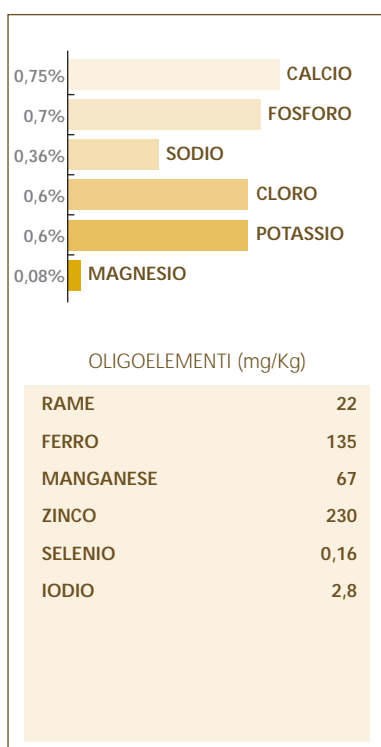 0,75% CALCIO
0,7% FOSFORO
0,36% SODIO
0,6% CLORO
0,6% POTASSIO
0,08% MAGNESIO
OLIGOELEMENTI (mg/Kg)
RAME 22
FERRO 135
MANGANESE 67
ZINCO 230
SELENIO 0,16
IODIO 2,8